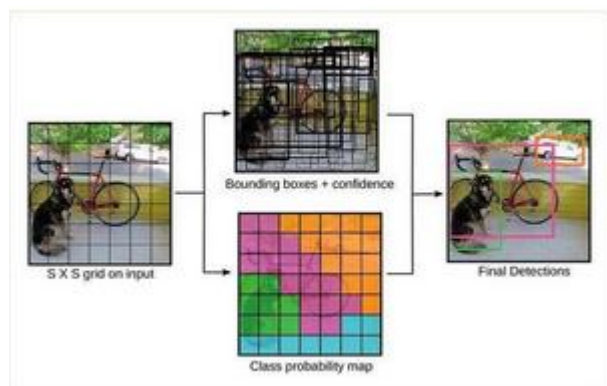 Bounding boxes + confidence
S X S grid on input
Final Detections
Class probability map